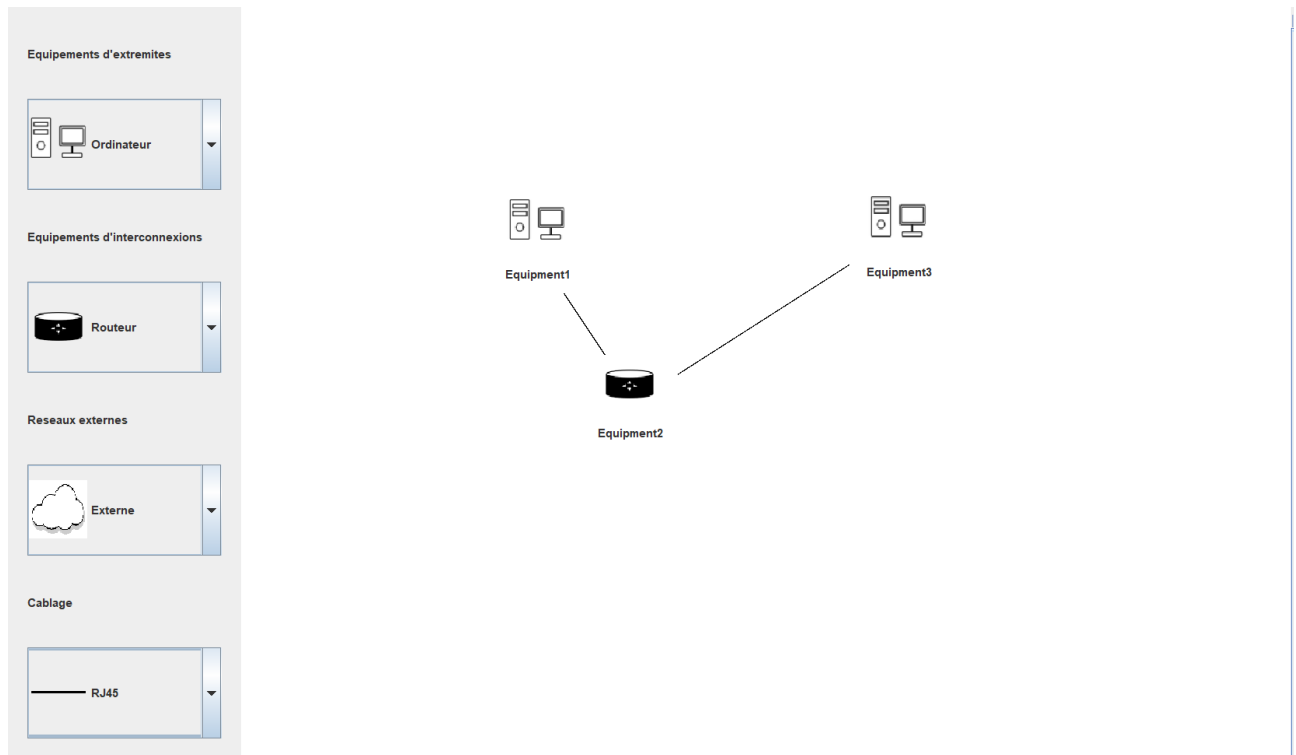 Equipements d'extremites
Ordinateur
Equipements d'interconnexions
Routeur
Reseaux externes
Externe
Cablage
RJ45
Equipment1
Equipment3
Equipment2